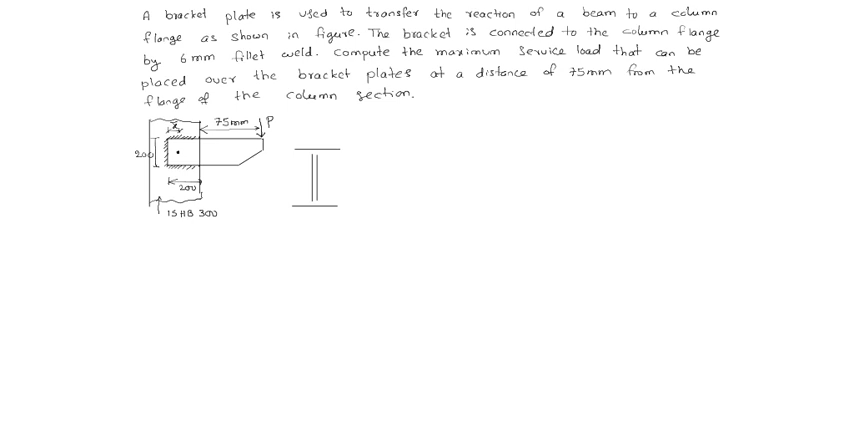 A bracket plate is used to transfer the reaction of a beam to a column
flange as shown in figure. The bracket is connected to the column flange
by 6mm fillet weld. Compute the maximum service load that can be
placed over the bracket plates at a distance of 75mm from the
flange of the column section.
x̄
75mm
P
200
200
ISHB 300